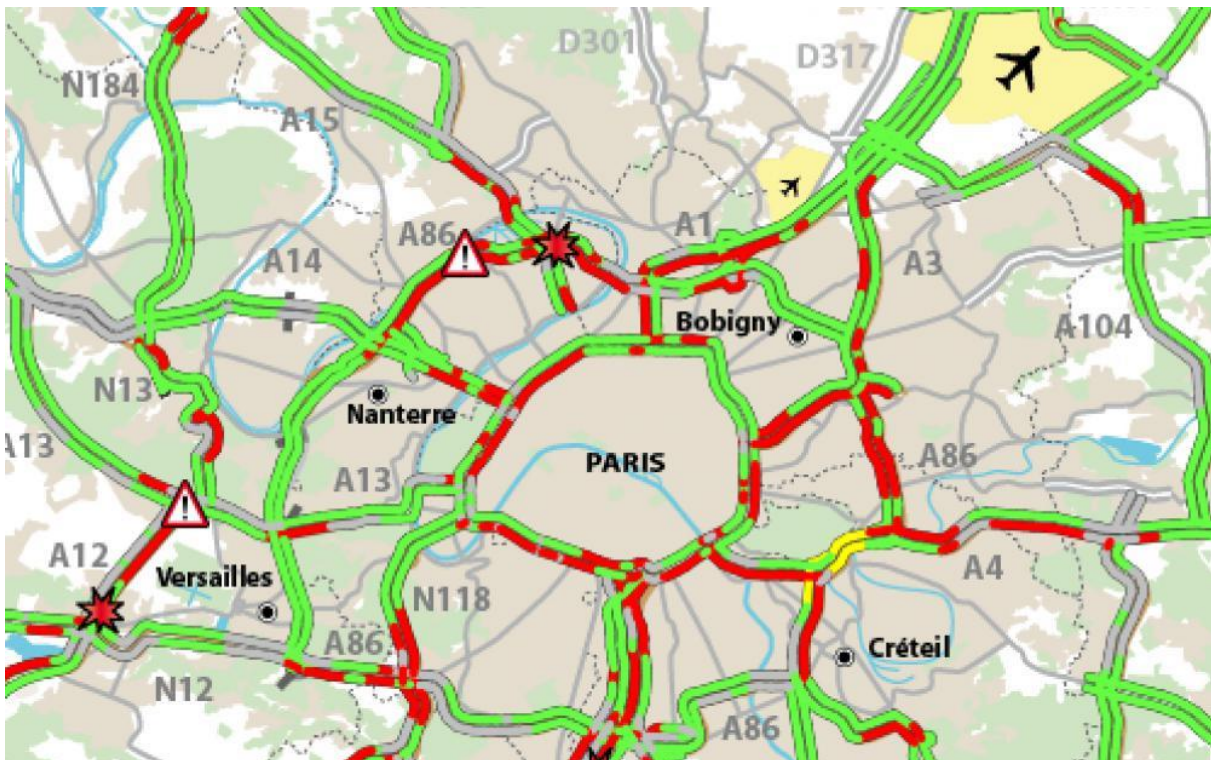 D301
D317
N184
A15
A86
A1
A14
A3
Bobigny
A104
N13
Nanterre
A13
A13
PARIS
A86
A12
Versailles
N118
A4
A86
Créteil
N12
A86